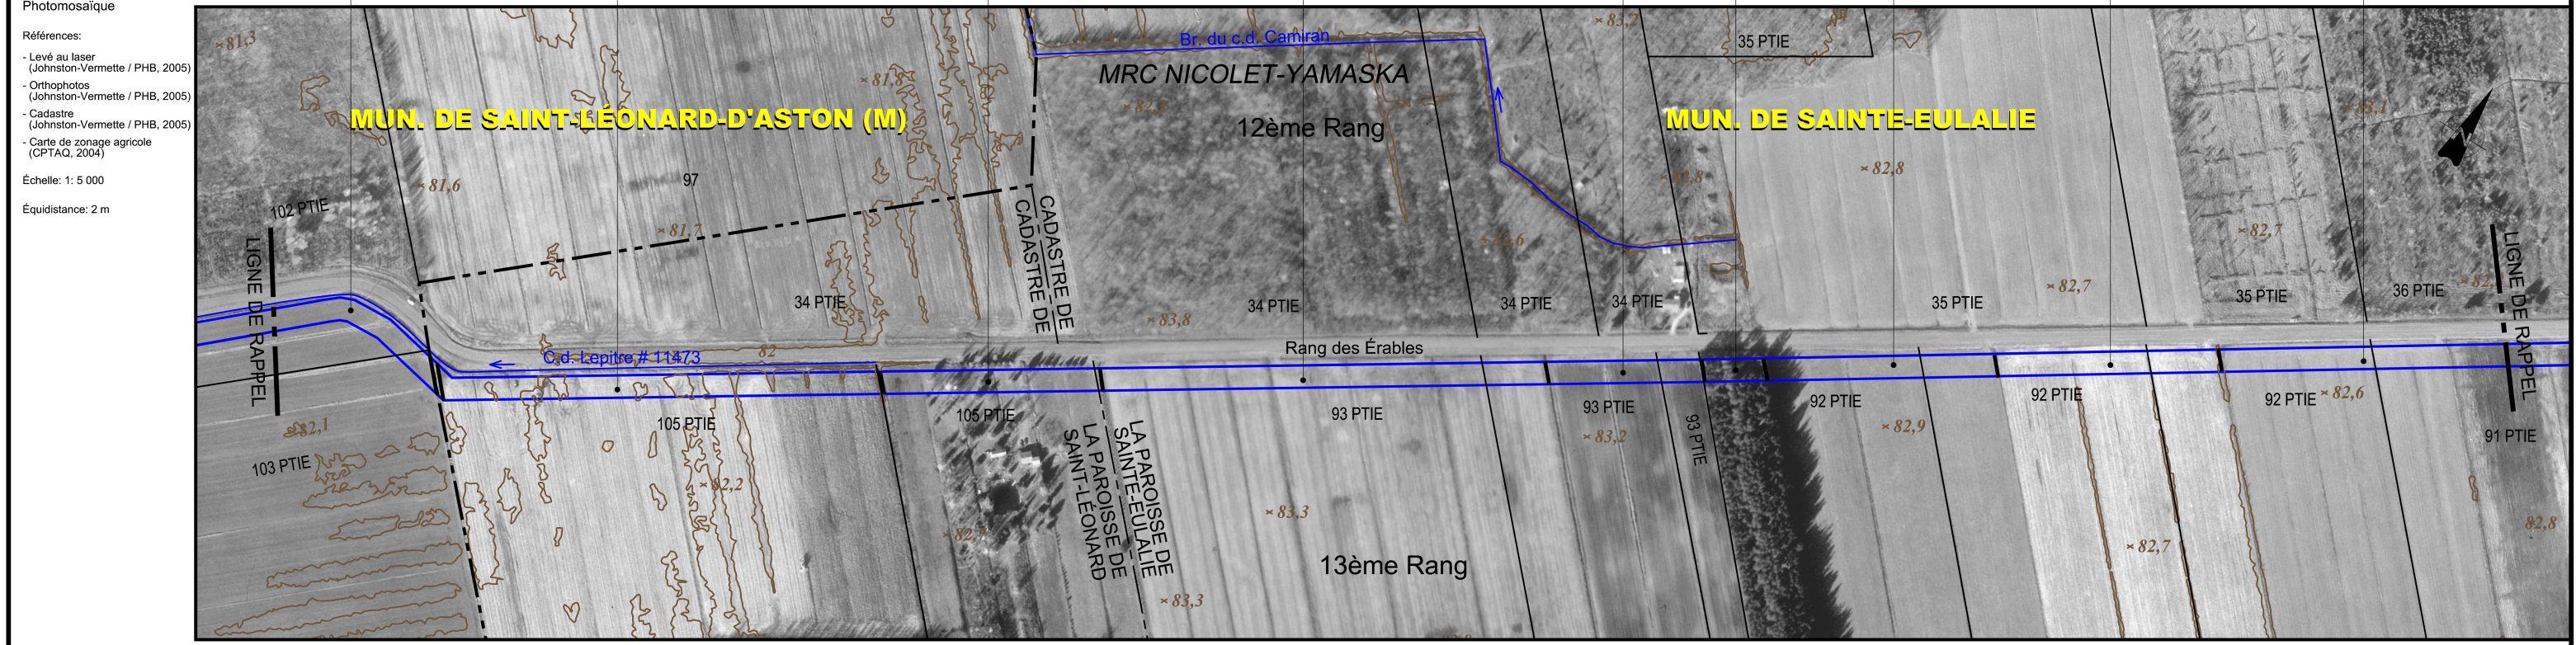 Photomosaïque
Références:
- Levé au laser
(Johnston-Vermette / PHB, 2005)
- Orthophotos
(Johnston-Vermette / PHB, 2005)
- Cadastre
(Johnston-Vermette / PHB, 2005)
- Carte de zonage agricole
(CPTAQ, 2004)
Échelle: 1: 5 000
Équidistance: 2 m
81,3
81,8
83,7
84
35 PTIE
Br. du c.d. Camiran
MRC NICOLET-YAMASKA
MUN. DE SAINT-LÉONARD-D'ASTON (M)
12ème Rang
MUN. DE SAINTE-EULALIE
83,1
81,6
97
82,8
102 PTIE
81,7
82,7
LIGNE DE RAPPEL
CADASTRE DE
CADASTRE DE
34 PTIE
34 PTIE
34 PTIE
34 PTIE
35 PTIE
82,7
35 PTIE
36 PTIE
LIGNE DE RAPPEL
83,8
Rang des Érables
C.d. Lepitre # 11473
82
82,1
103 PTIE
105 PTIE
105 PTIE
93 PTIE
93 PTIE
93 PTIE
92 PTIE
92 PTIE
92 PTIE
82,6
91 PTIE
83,2
82,9
LA PAROISSE DE
SAINT-LÉONARD
LA PAROISSE DE
SAINTE-EULALIE
82,2
83,3
82,8
82,7
13ème Rang
83,3